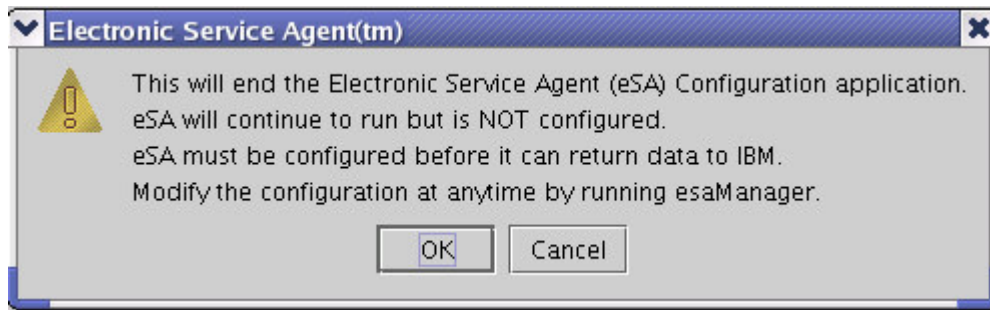 Electronic Service Agent(tm)
This will end the Electronic Service Agent (eSA) Configuration application.
eSA will continue to run but is NOT configured.
eSA must be configured before it can return data to IBM.
Modify the configuration at anytime by running esaManager.
OK
Cancel